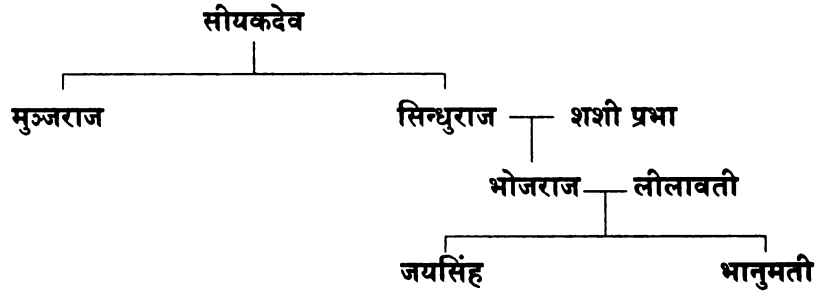 सीयकदेव
मुञ्जराज सिन्धुराज शशी प्रभा
भोजराज लीलावती
जयसिंह भानुमती